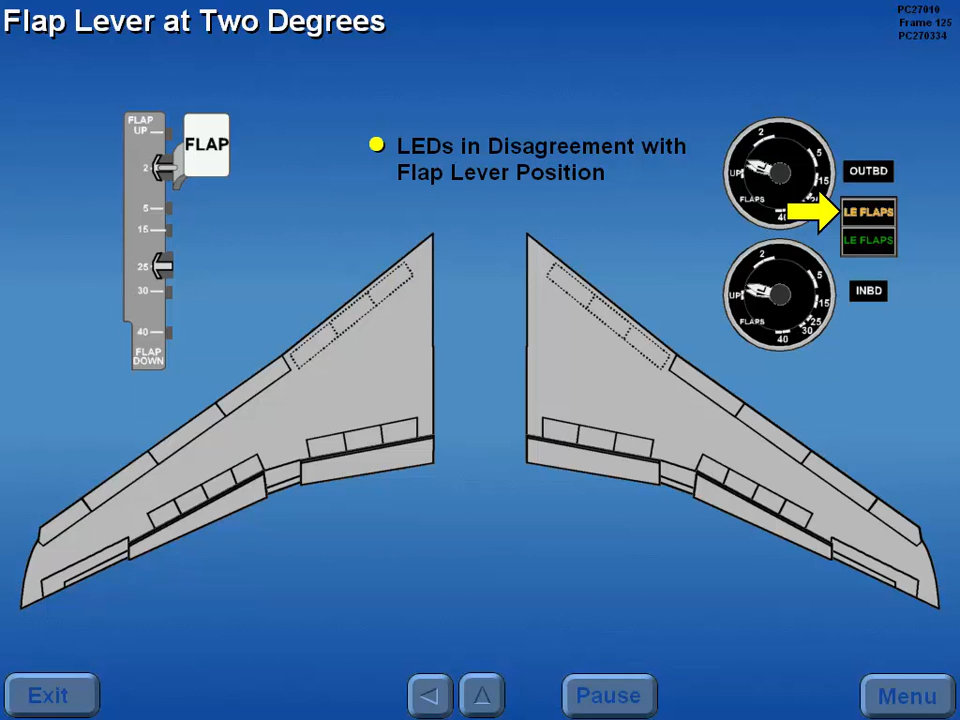 Flap Lever at Two Degrees
PC27010
Frame 125
PC270334
FLAP
UP
2
5
15
25
30
40
FLAP
DOWN
FLAP
LEDs in Disagreement with
Flap Lever Position
2
5
UP
15
FLAPS
40
OUTBD
LE FLAPS
LE FLAPS
2
5
UP
15
FLAPS
25
30
40
INBD
Exit
Pause
Menu